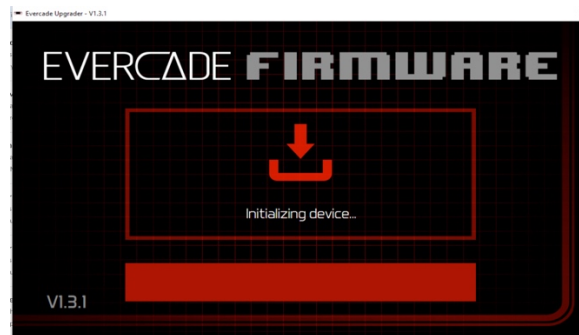 Evercade Upgrader - V1.3.1
EVERCADE FIRMWARE
Initializing device...
V1.3.1